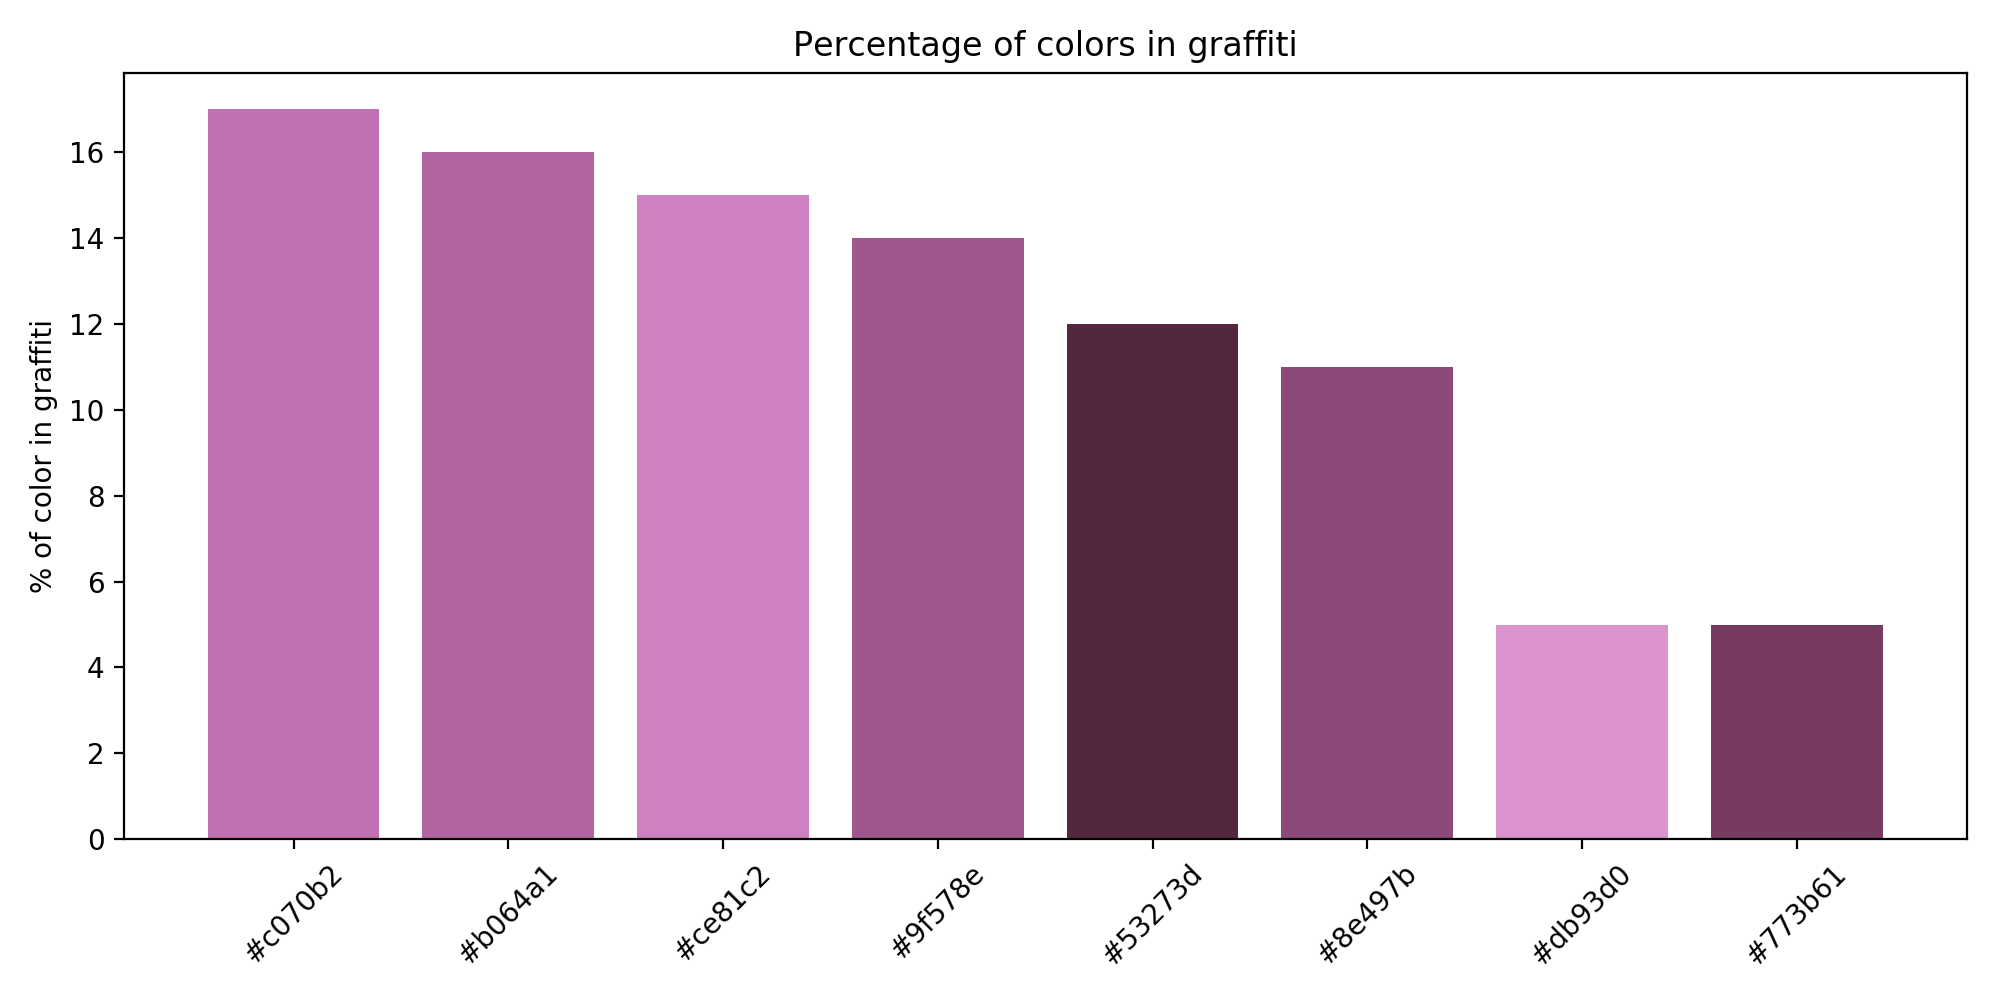 Percentage of colors in graffiti
% of color in graffiti
16
14
12
10
8
6
4
2
0
#c070b2
#b064a1
#ce81c2
#9f578e
#53273d
#8e497b
#db93d0
#773b61